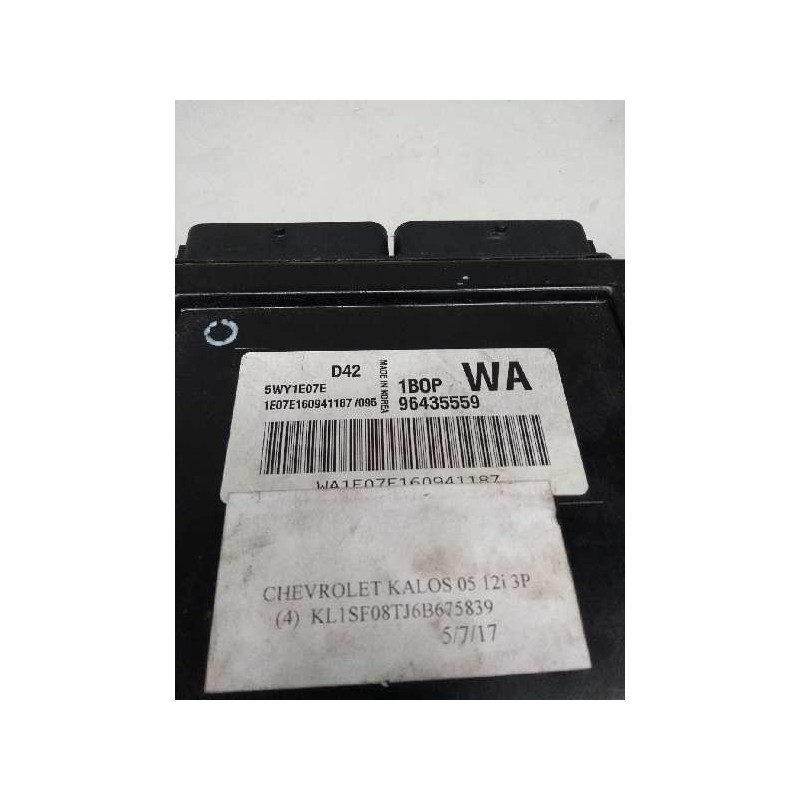 D42
5WY1E07E
1E07E160941187 /095
MADE IN KOREA
1BOP WA
96435559
WA1E07E160941187
CHEVROLET KALOS 05 12i 3P
(4) KL1SF08TJ6B675839
5/7/17